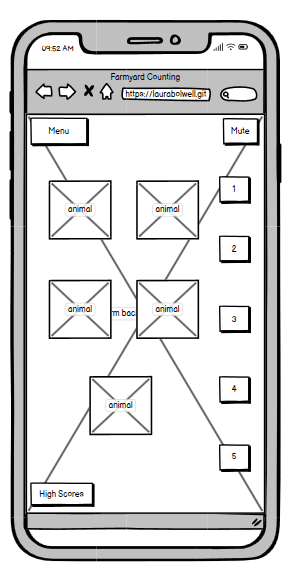 09:52 AM
Farmyard Counting
https://laurabolwell.git
Menu
Mute
animal
animal
1
2
animal
rm bac
animal
3
animal
4
5
High Scores